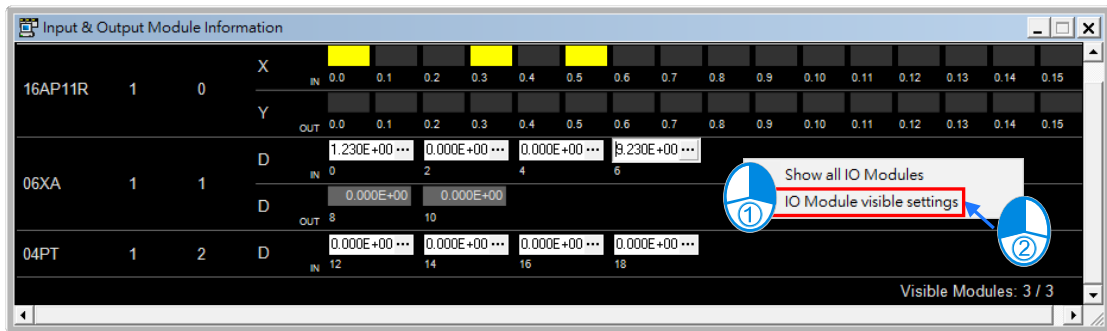 Input & Output Module Information
16AP11R 1 0
X IN 0.0 0.1 0.2 0.3 0.4 0.5 0.6 0.7 0.8 0.9 0.10 0.11 0.12 0.13 0.14 0.15
Y OUT 0.0 0.1 0.2 0.3 0.4 0.5 0.6 0.7 0.8 0.9 0.10 0.11 0.12 0.13 0.14 0.15
06XA 1 1
D 1.230E+00 ... 0.000E+00 ... 0.000E+00 ... 9.230E+00 ...
IN 0 2 4 6
D 0.000E+00 0.000E+00
OUT 8 10
Show all IO Modules
IO Module visible settings
1
2
04PT 1 2 D 0.000E+00 ... 0.000E+00 ... 0.000E+00 ... 0.000E+00 ...
IN 12 14 16 18
Visible Modules: 3 / 3